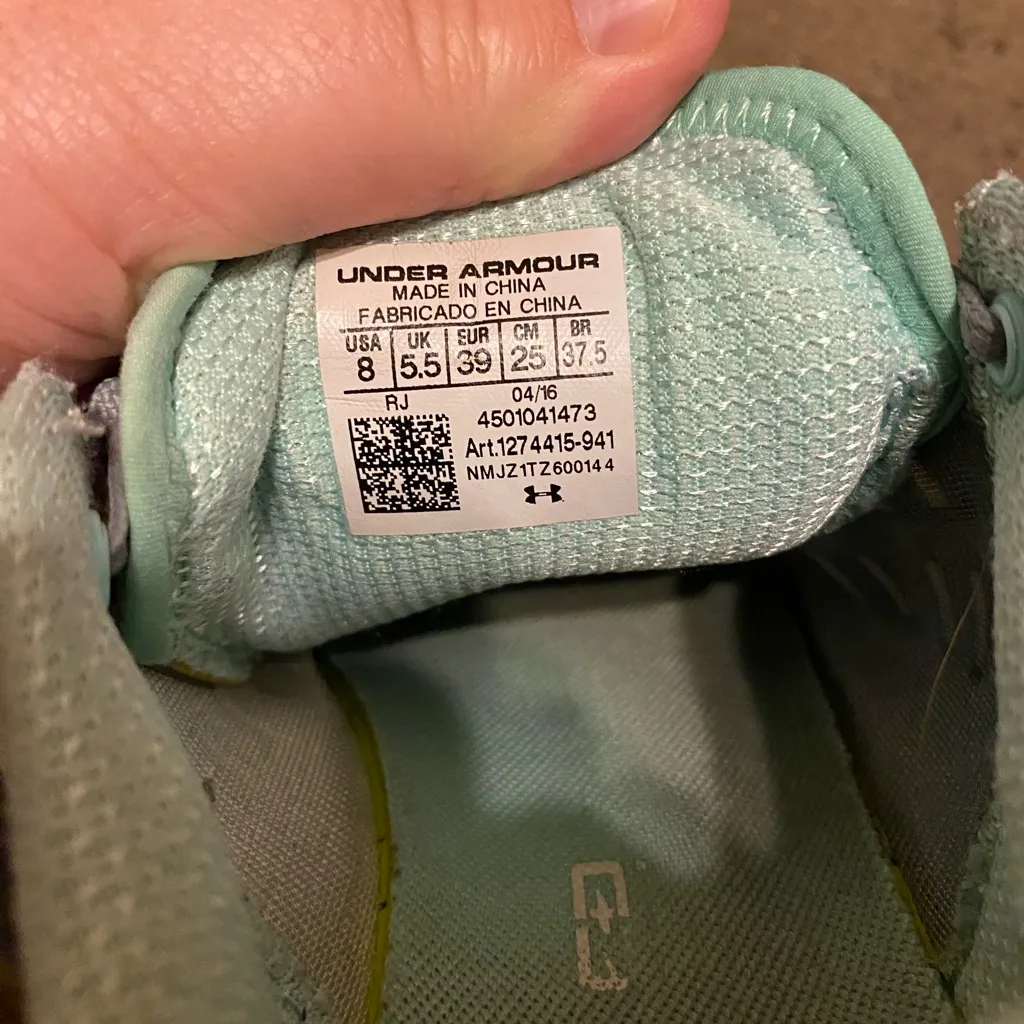 UNDER ARMOUR
MADE IN CHINA
FABRICADO EN CHINA
USA UK EUR CM BR
8 5.5 39 25 37.5
RJ 04/16
4501041473
Art.1274415-941
NMJZ1TZ600144